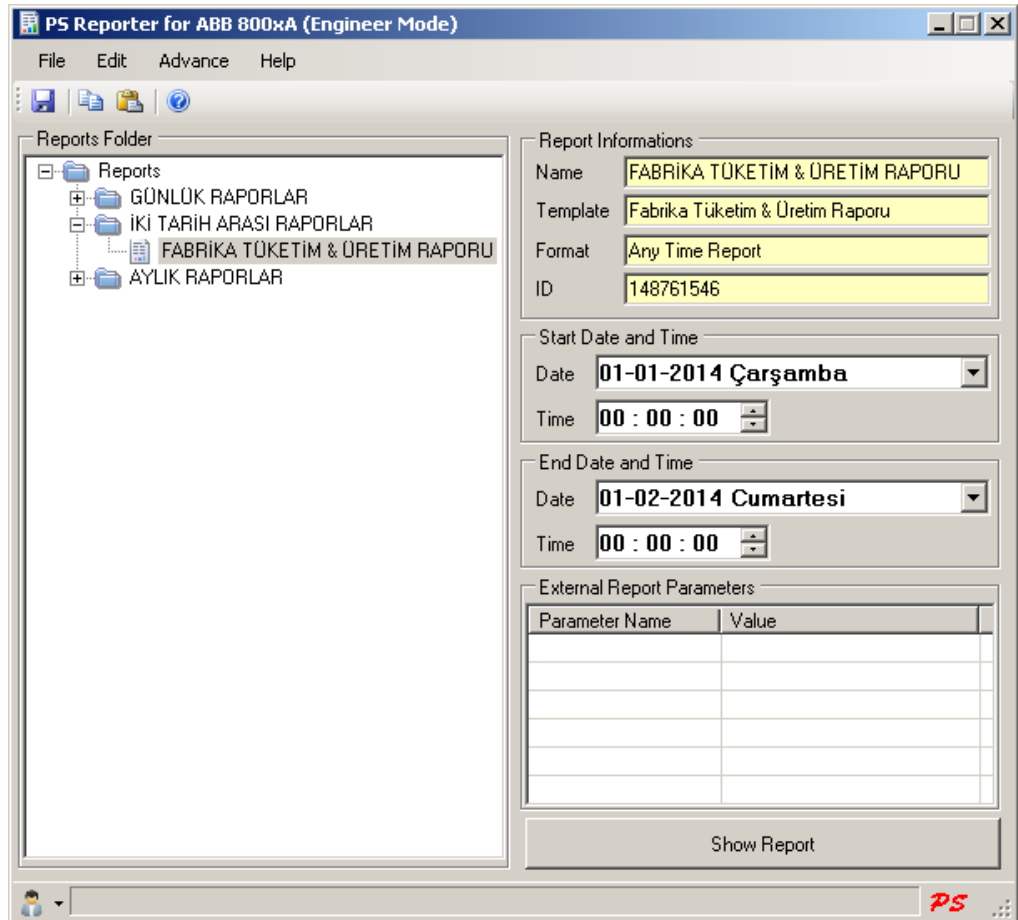 PS Reporter for ABB 800xA (Engineer Mode)
File Edit Advance Help
Reports Folder
Reports
GÜNLÜK RAPORLAR
İKİ TARİH ARASI RAPORLAR
FABRİKA TÜKETİM & ÜRETİM RAPORU
AYLIK RAPORLAR
Report Informations
Name FABRİKA TÜKETİM & ÜRETİM RAPORU
Template Fabrika Tüketim & Üretim Raporu
Format Any Time Report
ID 148761546
Start Date and Time
Date 01-01-2014 Çarşamba
Time 00 : 00 : 00
End Date and Time
Date 01-02-2014 Cumartesi
Time 00 : 00 : 00
External Report Parameters
Parameter Name Value
Show Report
PS